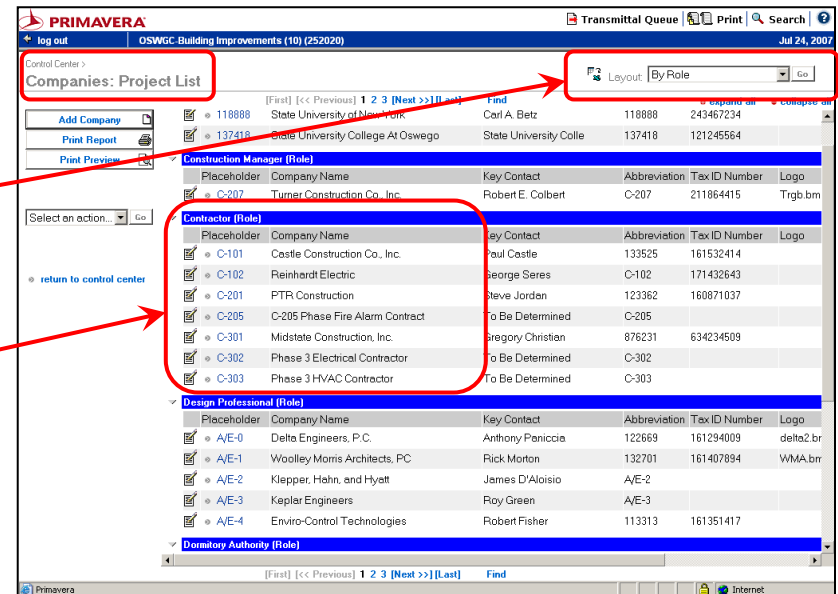 PRIMAVERA Transmittal Queue Print Search
log out OSWGC-Building Improvements (10) (252020) Jul 24, 2007
Control Center >
Companies: Project List Layout By Role Go
[First] [<< Previous] 1 2 3 [Next >>] [Last] Find expand all collapse all
Add Company
Print Report
Print Preview
Select an action... Go
return to control center
118888 State University of New York Carl A. Betz 118888 243467234
137418 State University College At Oswego State University Colle 137418 121245564
Construction Manager (Role)
Placeholder Company Name Key Contact Abbreviation Tax ID Number Logo
C-207 Turner Construction Co., Inc. Robert E. Colbert C-207 211864415 Trgb.bm
Contractor (Role)
Placeholder Company Name Key Contact Abbreviation Tax ID Number Logo
C-101 Castle Construction Co., Inc. Paul Castle 133525 161532414
C-102 Reinhardt Electric George Seres C-102 171432643
C-201 PTR Construction Steve Jordan 123362 160871037
C-205 C-205 Phase Fire Alarm Contract To Be Determined C-205
C-301 Midstate Construction, Inc. Gregory Christian 876231 634234509
C-302 Phase 3 Electrical Contractor To Be Determined C-302
C-303 Phase 3 HVAC Contractor To Be Determined C-303
Design Professional (Role)
Placeholder Company Name Key Contact Abbreviation Tax ID Number Logo
A/E-0 Delta Engineers, P.C. Anthony Paniccia 122669 161294009 delta2.br
A/E-1 Woolley Morris Architects, PC Rick Morton 132701 161407894 WMA.bm
A/E-2 Klepper, Hahn, and Hyatt James D'Aloisio A/E-2
A/E-3 Keplar Engineers Roy Green A/E-3
A/E-4 Enviro-Control Technologies Robert Fisher 113313 161351417
Dormitory Authority (Role)
[First] [<< Previous] 1 2 3 [Next >>] [Last] Find
Primavera Internet